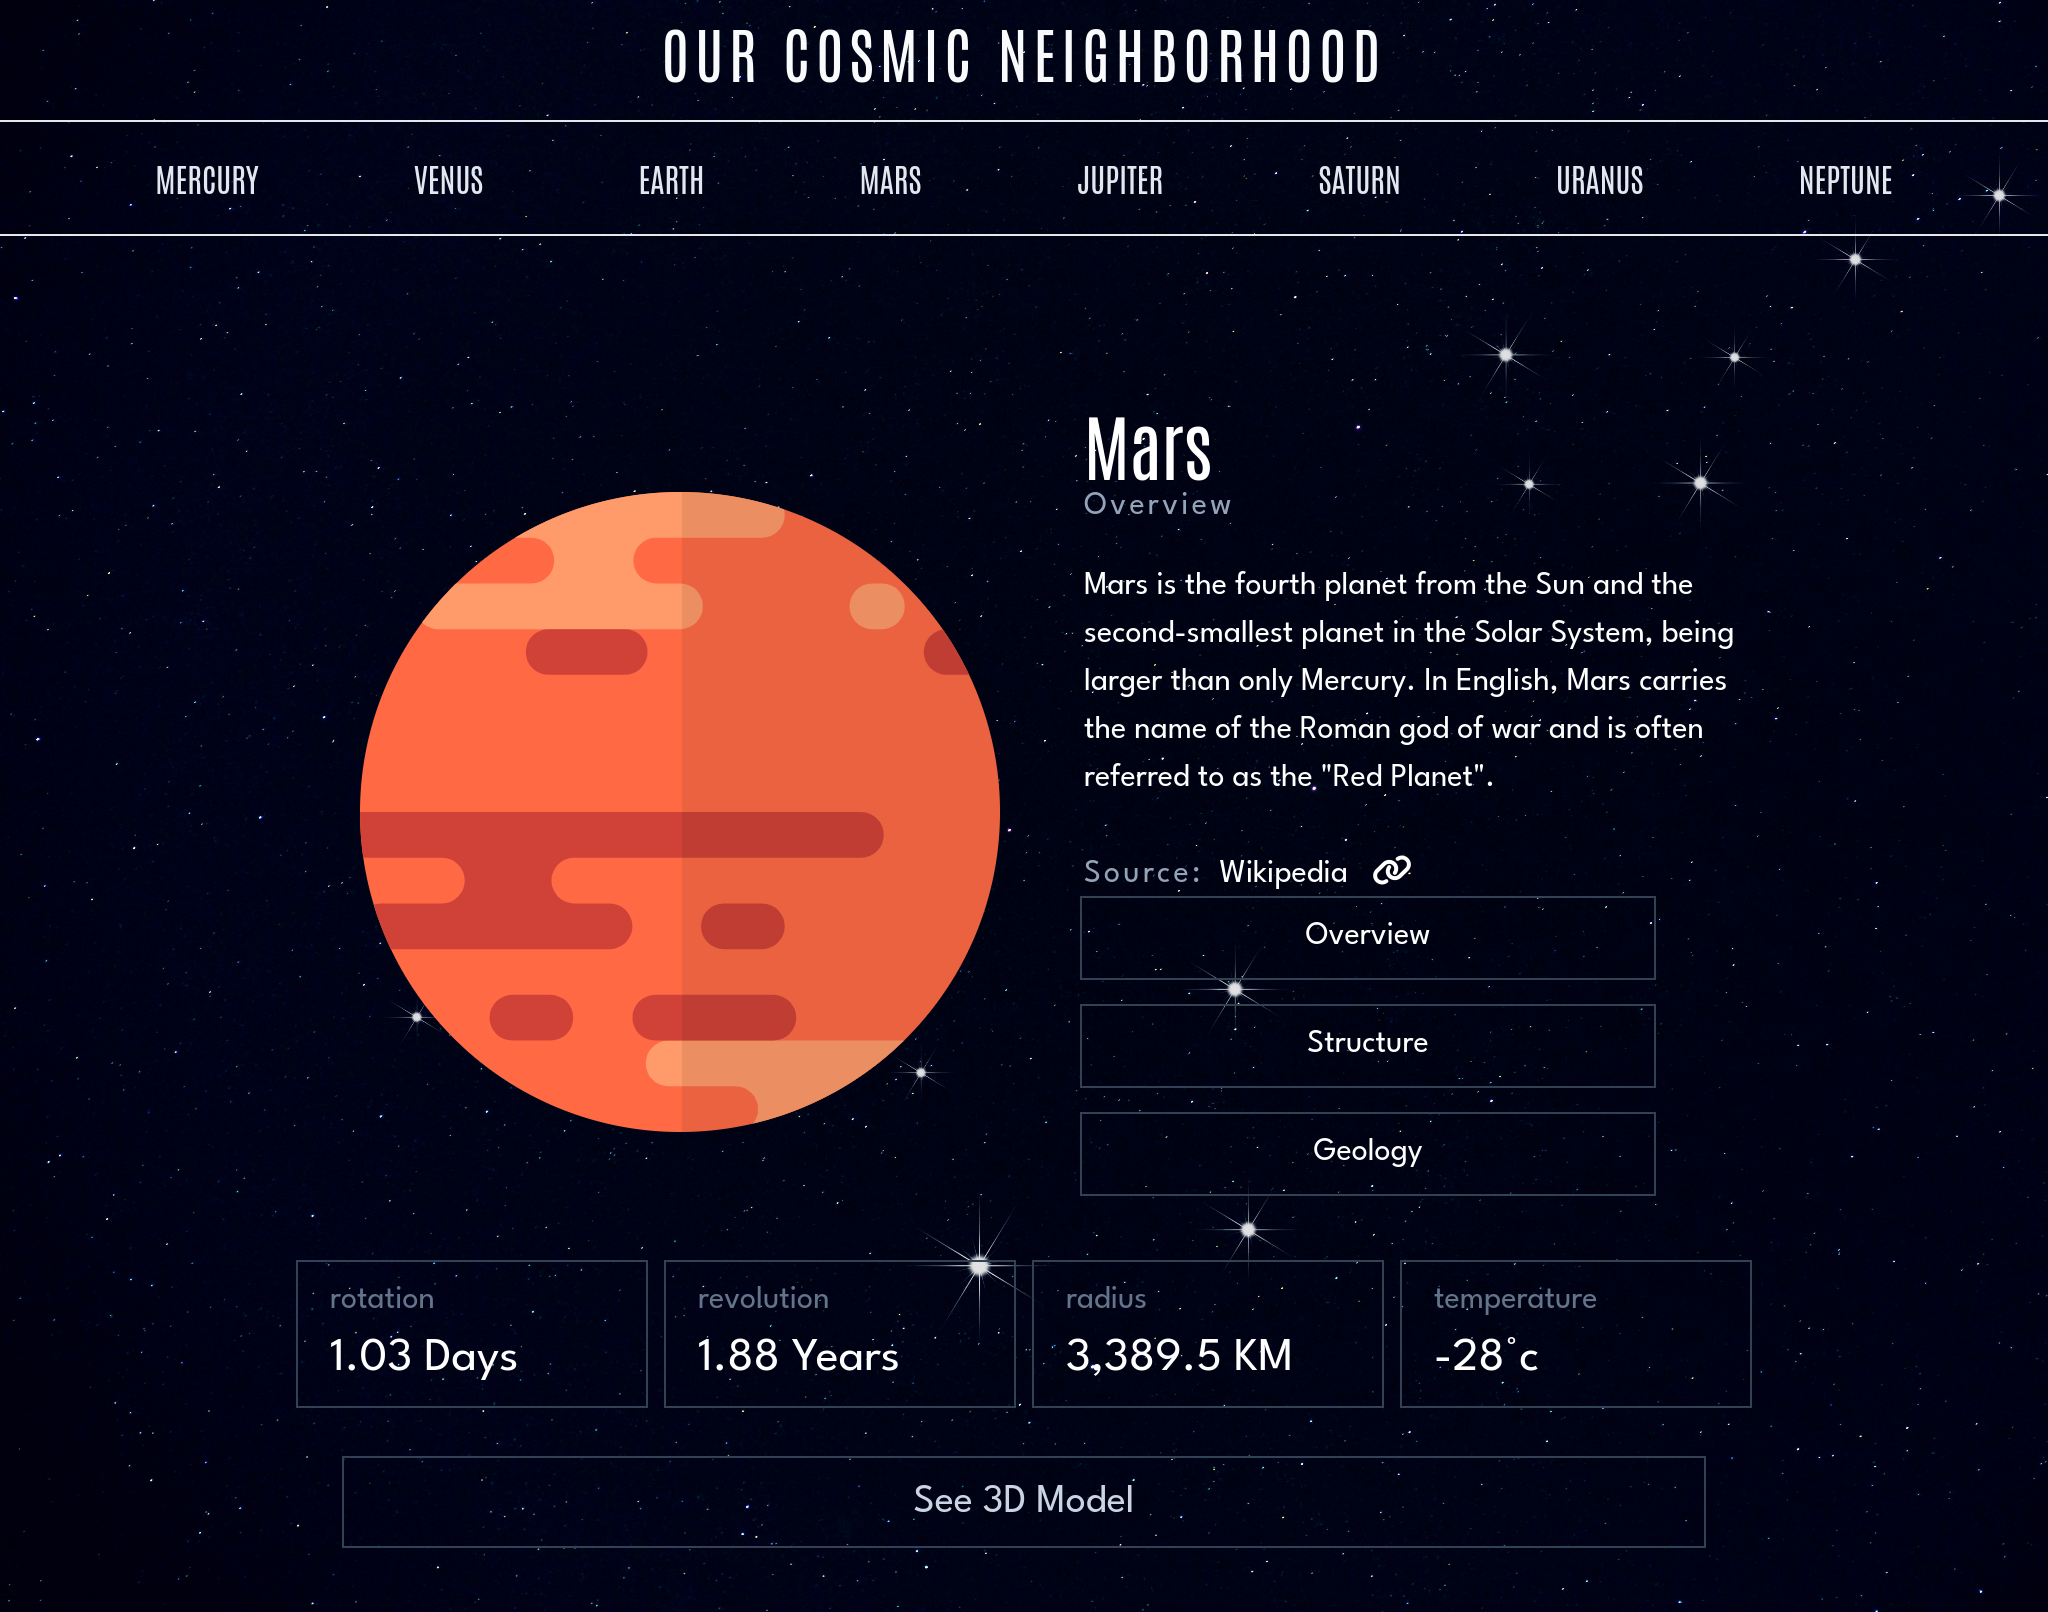 OUR COSMIC NEIGHBORHOOD
MERCURY VENUS EARTH MARS JUPITER SATURN URANUS NEPTUNE
Mars
Overview
Mars is the fourth planet from the Sun and the
second-smallest planet in the Solar System, being
larger than only Mercury. In English, Mars carries
the name of the Roman god of war and is often
referred to as the "Red Planet".
Source: Wikipedia
Overview
Structure
Geology
rotation
1.03 Days
revolution
1.88 Years
radius
3,389.5 KM
temperature
-28°c
See 3D Model